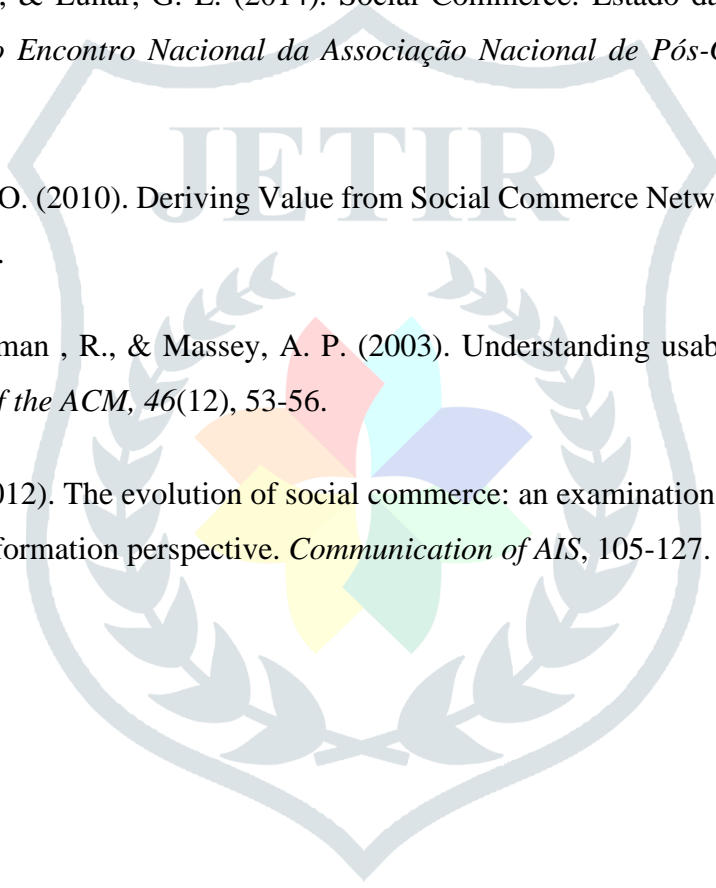 , & Lunar, G. L. (2014). Social Commerce: Estado da
o Encontro Nacional da Associação Nacional de Pós-
JETIR
O. (2010). Deriving Value from Social Commerce Netw
.
man , R., & Massey, A. P. (2003). Understanding usab
f the ACM, 46(12), 53-56.
012). The evolution of social commerce: an examination
formation perspective. Communication of AIS, 105-127.